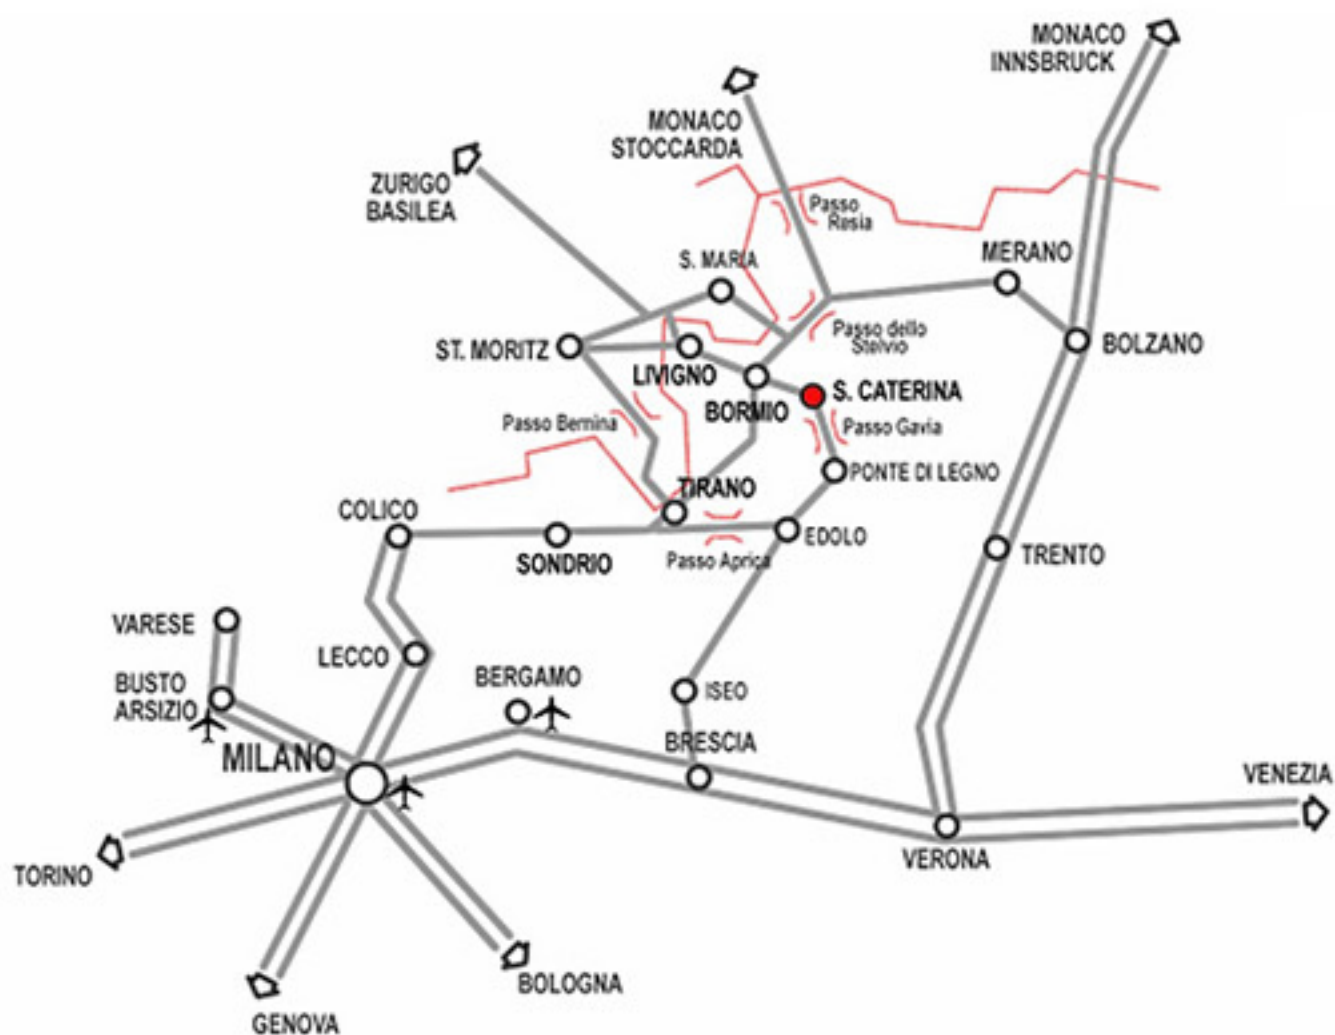 MONACO
INNSBRUCK
MONACO
STOCCARDA
ZURIGO
BASILEA
Passo
Resia
S. MARIA
MERANO
Passo dello
Stelvio
ST. MORITZ
BOLZANO
LIVIGNO
S. CATERINA
BORMIO
Passo Bernina
Passo Gavia
PONTE DI LEGNO
TIRANO
COLICO
EDOLO
SONDRIO
Passo Aprica
TRENTO
VARESE
LECCO
BERGAMO
BUSTO
ARSIZIO
ISEO
BRESCIA
MILANO
VENEZIA
VERONA
TORINO
BOLOGNA
GENOVA